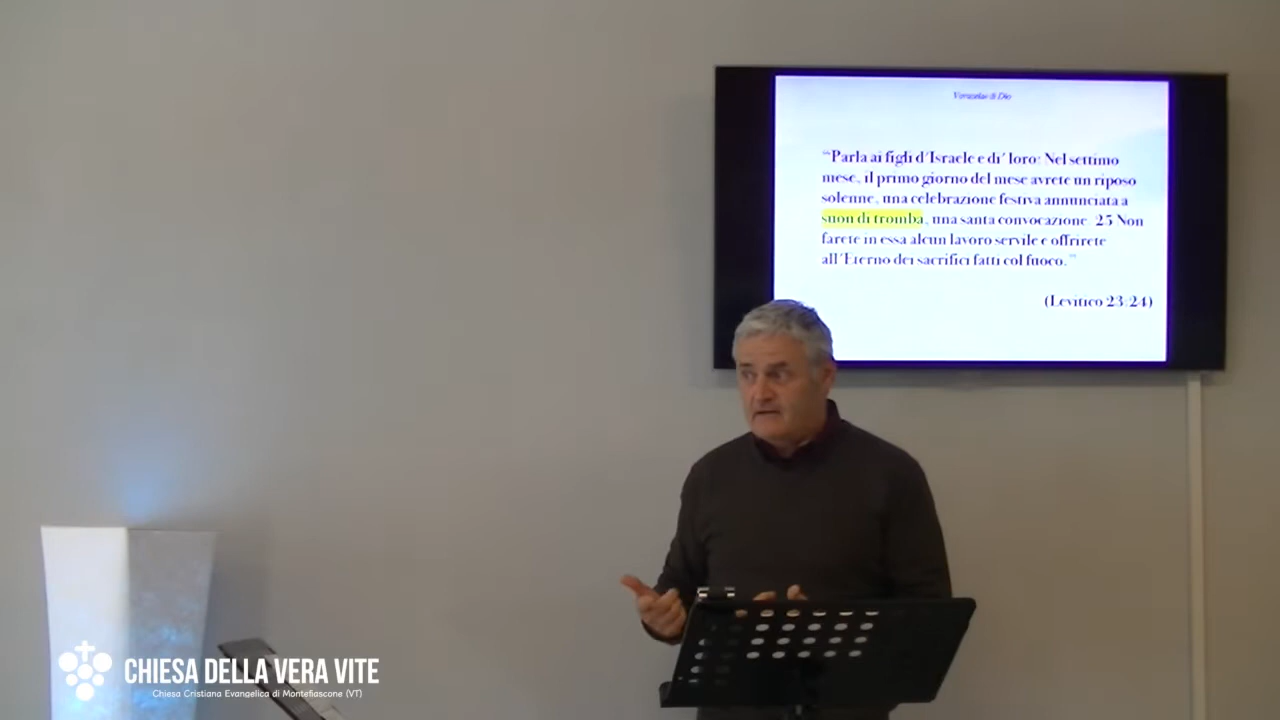 “Parla ai figli d'Israele e di' loro: Nel settimo
mese, il primo giorno del mese avrete un riposo
solenne, una celebrazione festiva annunciata a
suon di tromba, una santa convocazione. 25 Non
farete in essa alcun lavoro servile e offrirete
all'Eterno dei sacrifici fatti col fuoco.”
(Levitico 23:24)
CHIESA DELLA VERA VITE
Chiesa Cristiana Evangelica di Montefiascone (VT)